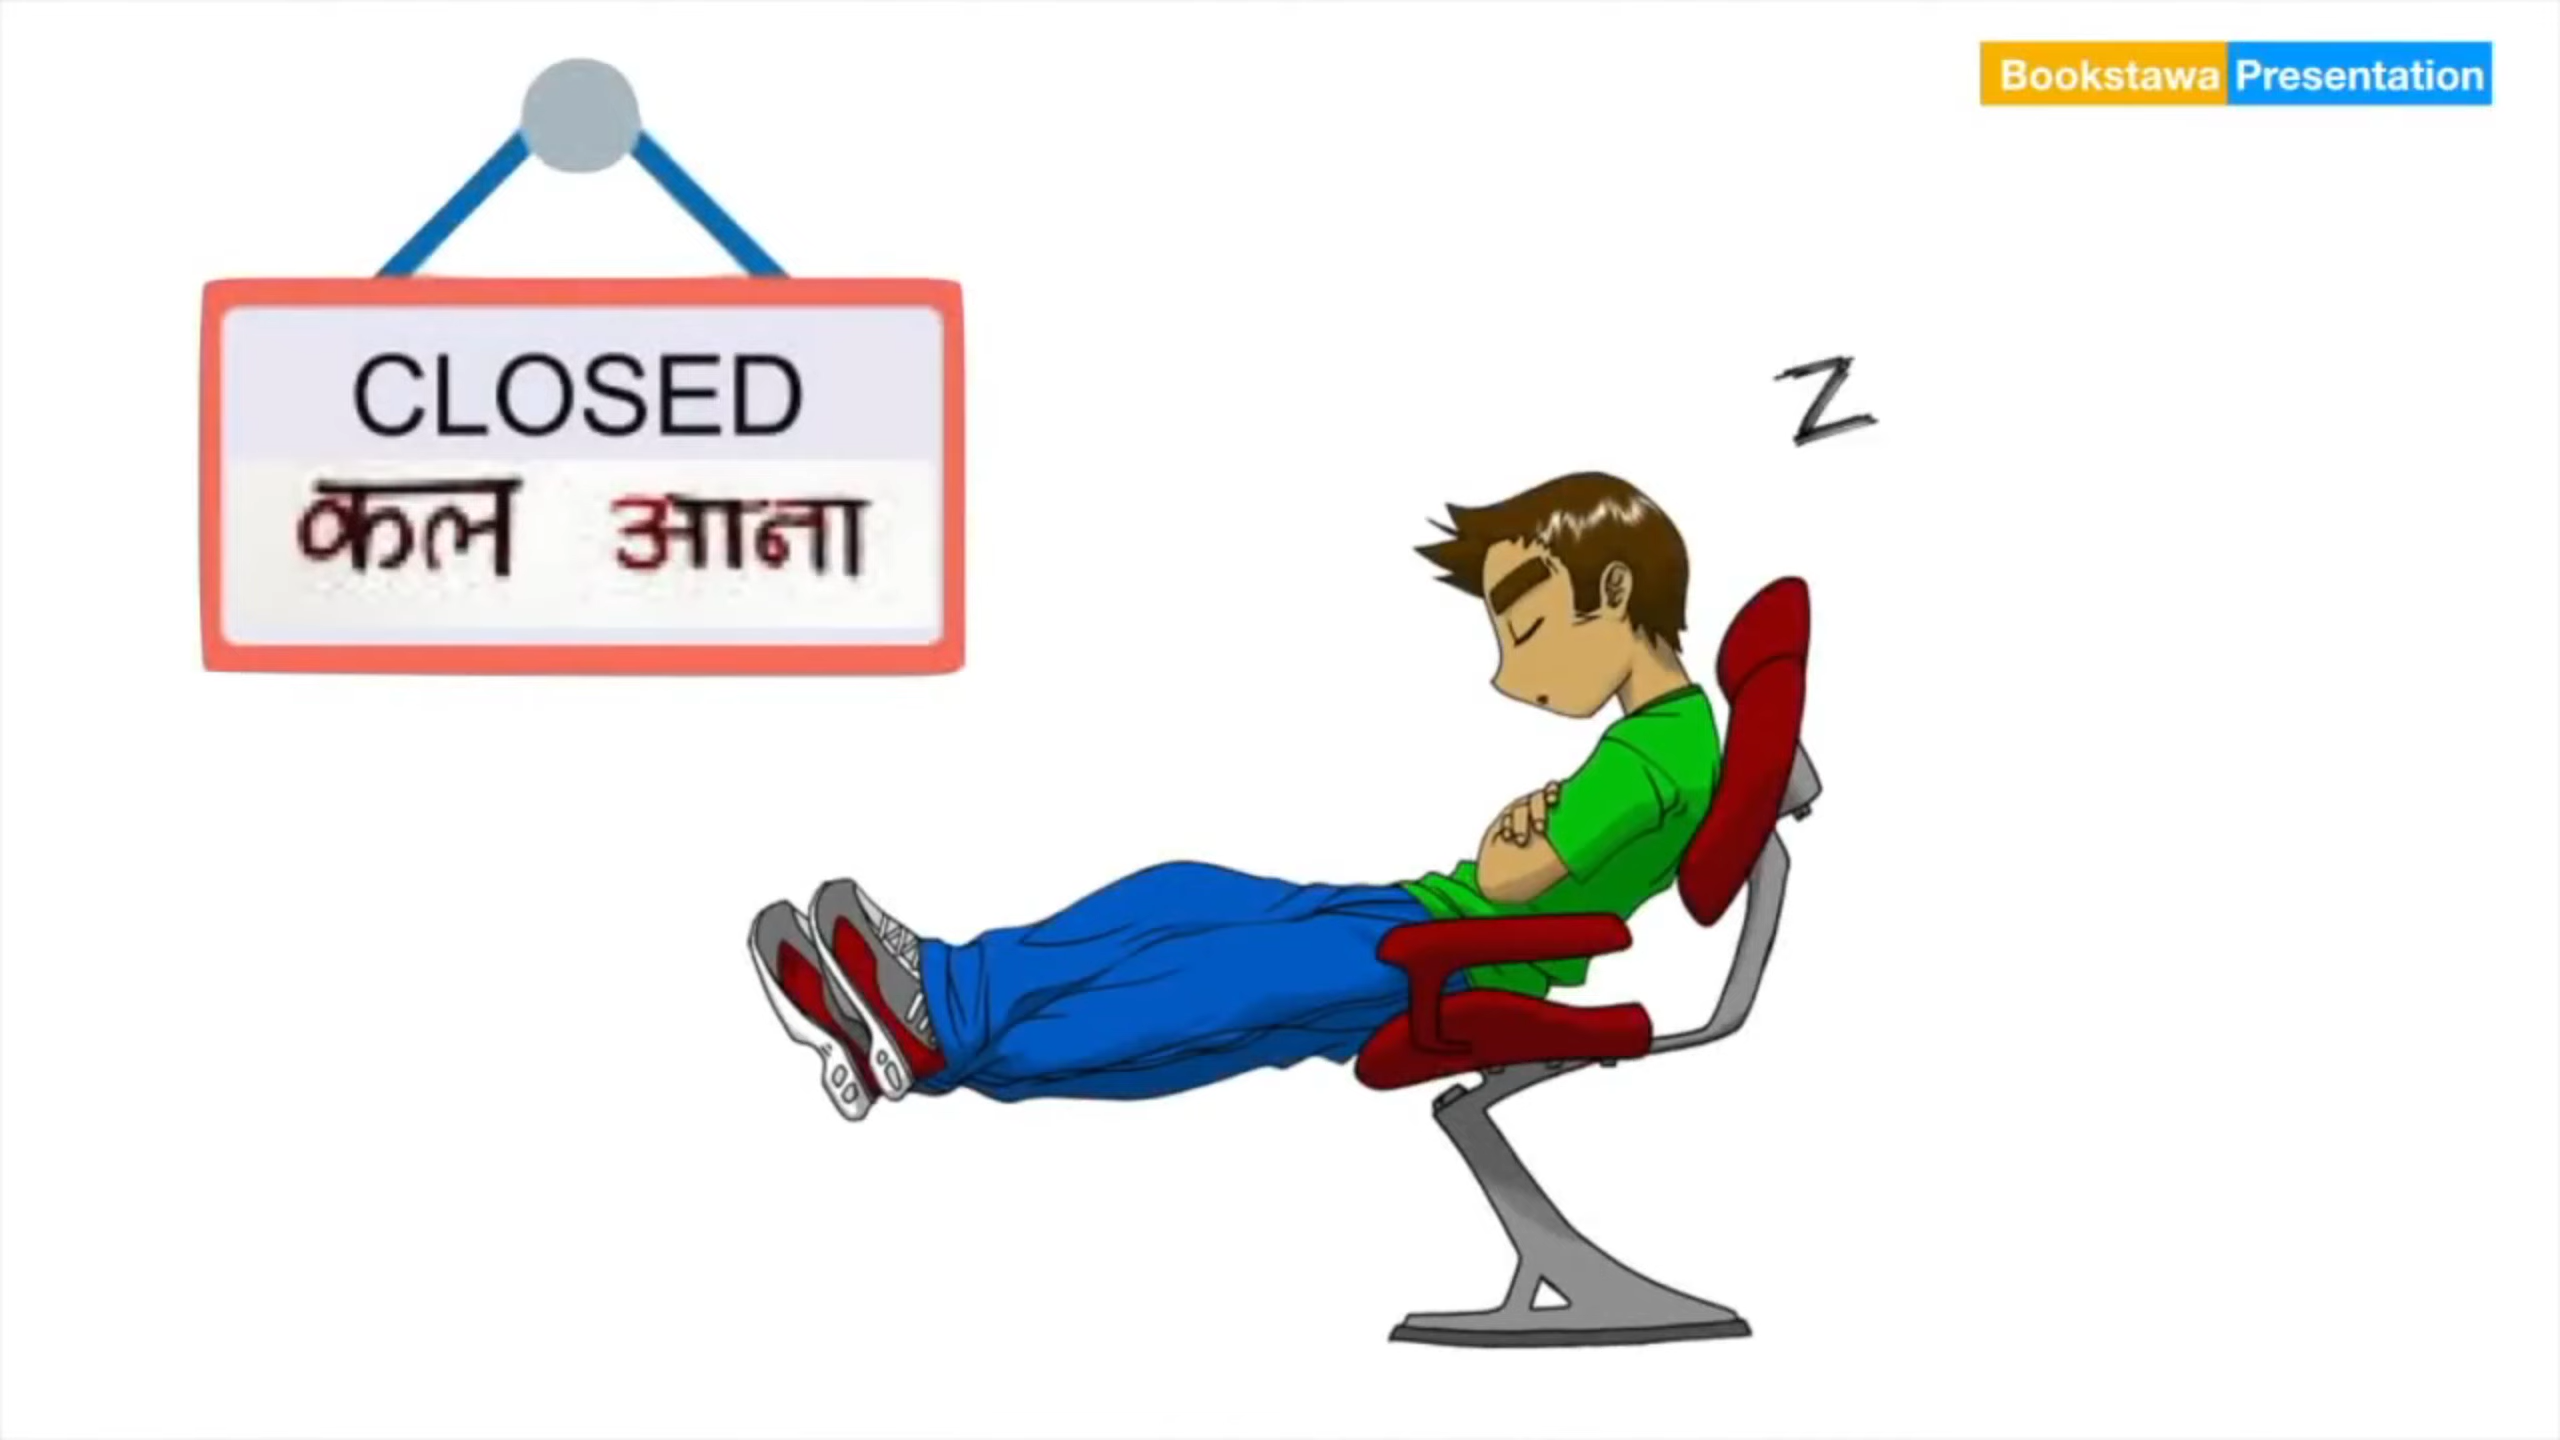 Bookstawa Presentation
CLOSED
कल आना
Z